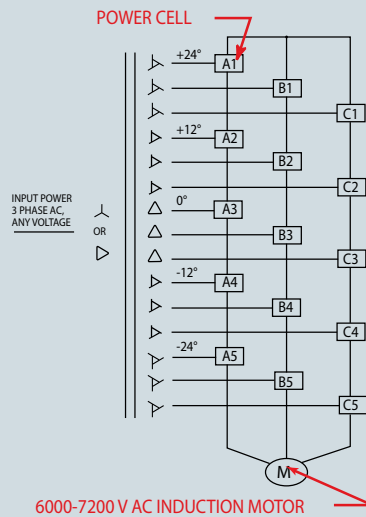 POWER CELL
+24°
A1
B1
C1
+12°
A2
B2
C2
INPUT POWER
3 PHASE AC,
ANY VOLTAGE
OR
0°
A3
B3
C3
-12°
A4
B4
C4
-24°
A5
B5
C5
M
6000-7200 V AC INDUCTION MOTOR